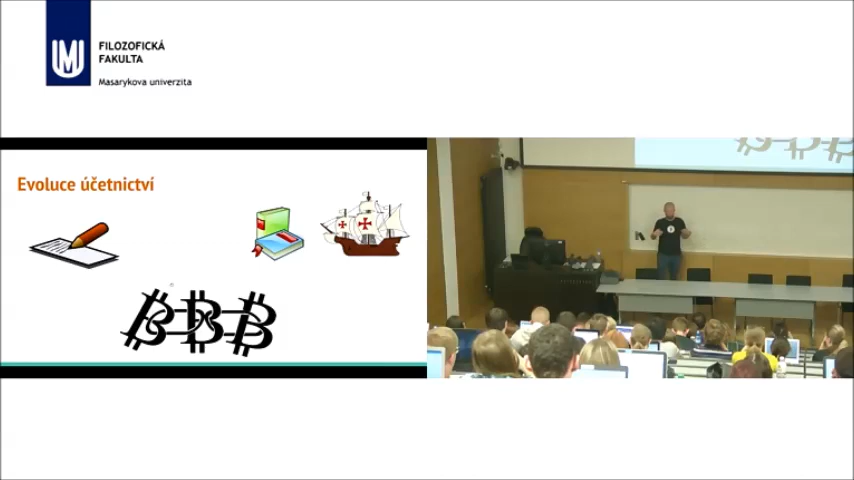 FILOZOFICKÁ
FAKULTA
Masarykova univerzita
Evoluce účetnictví